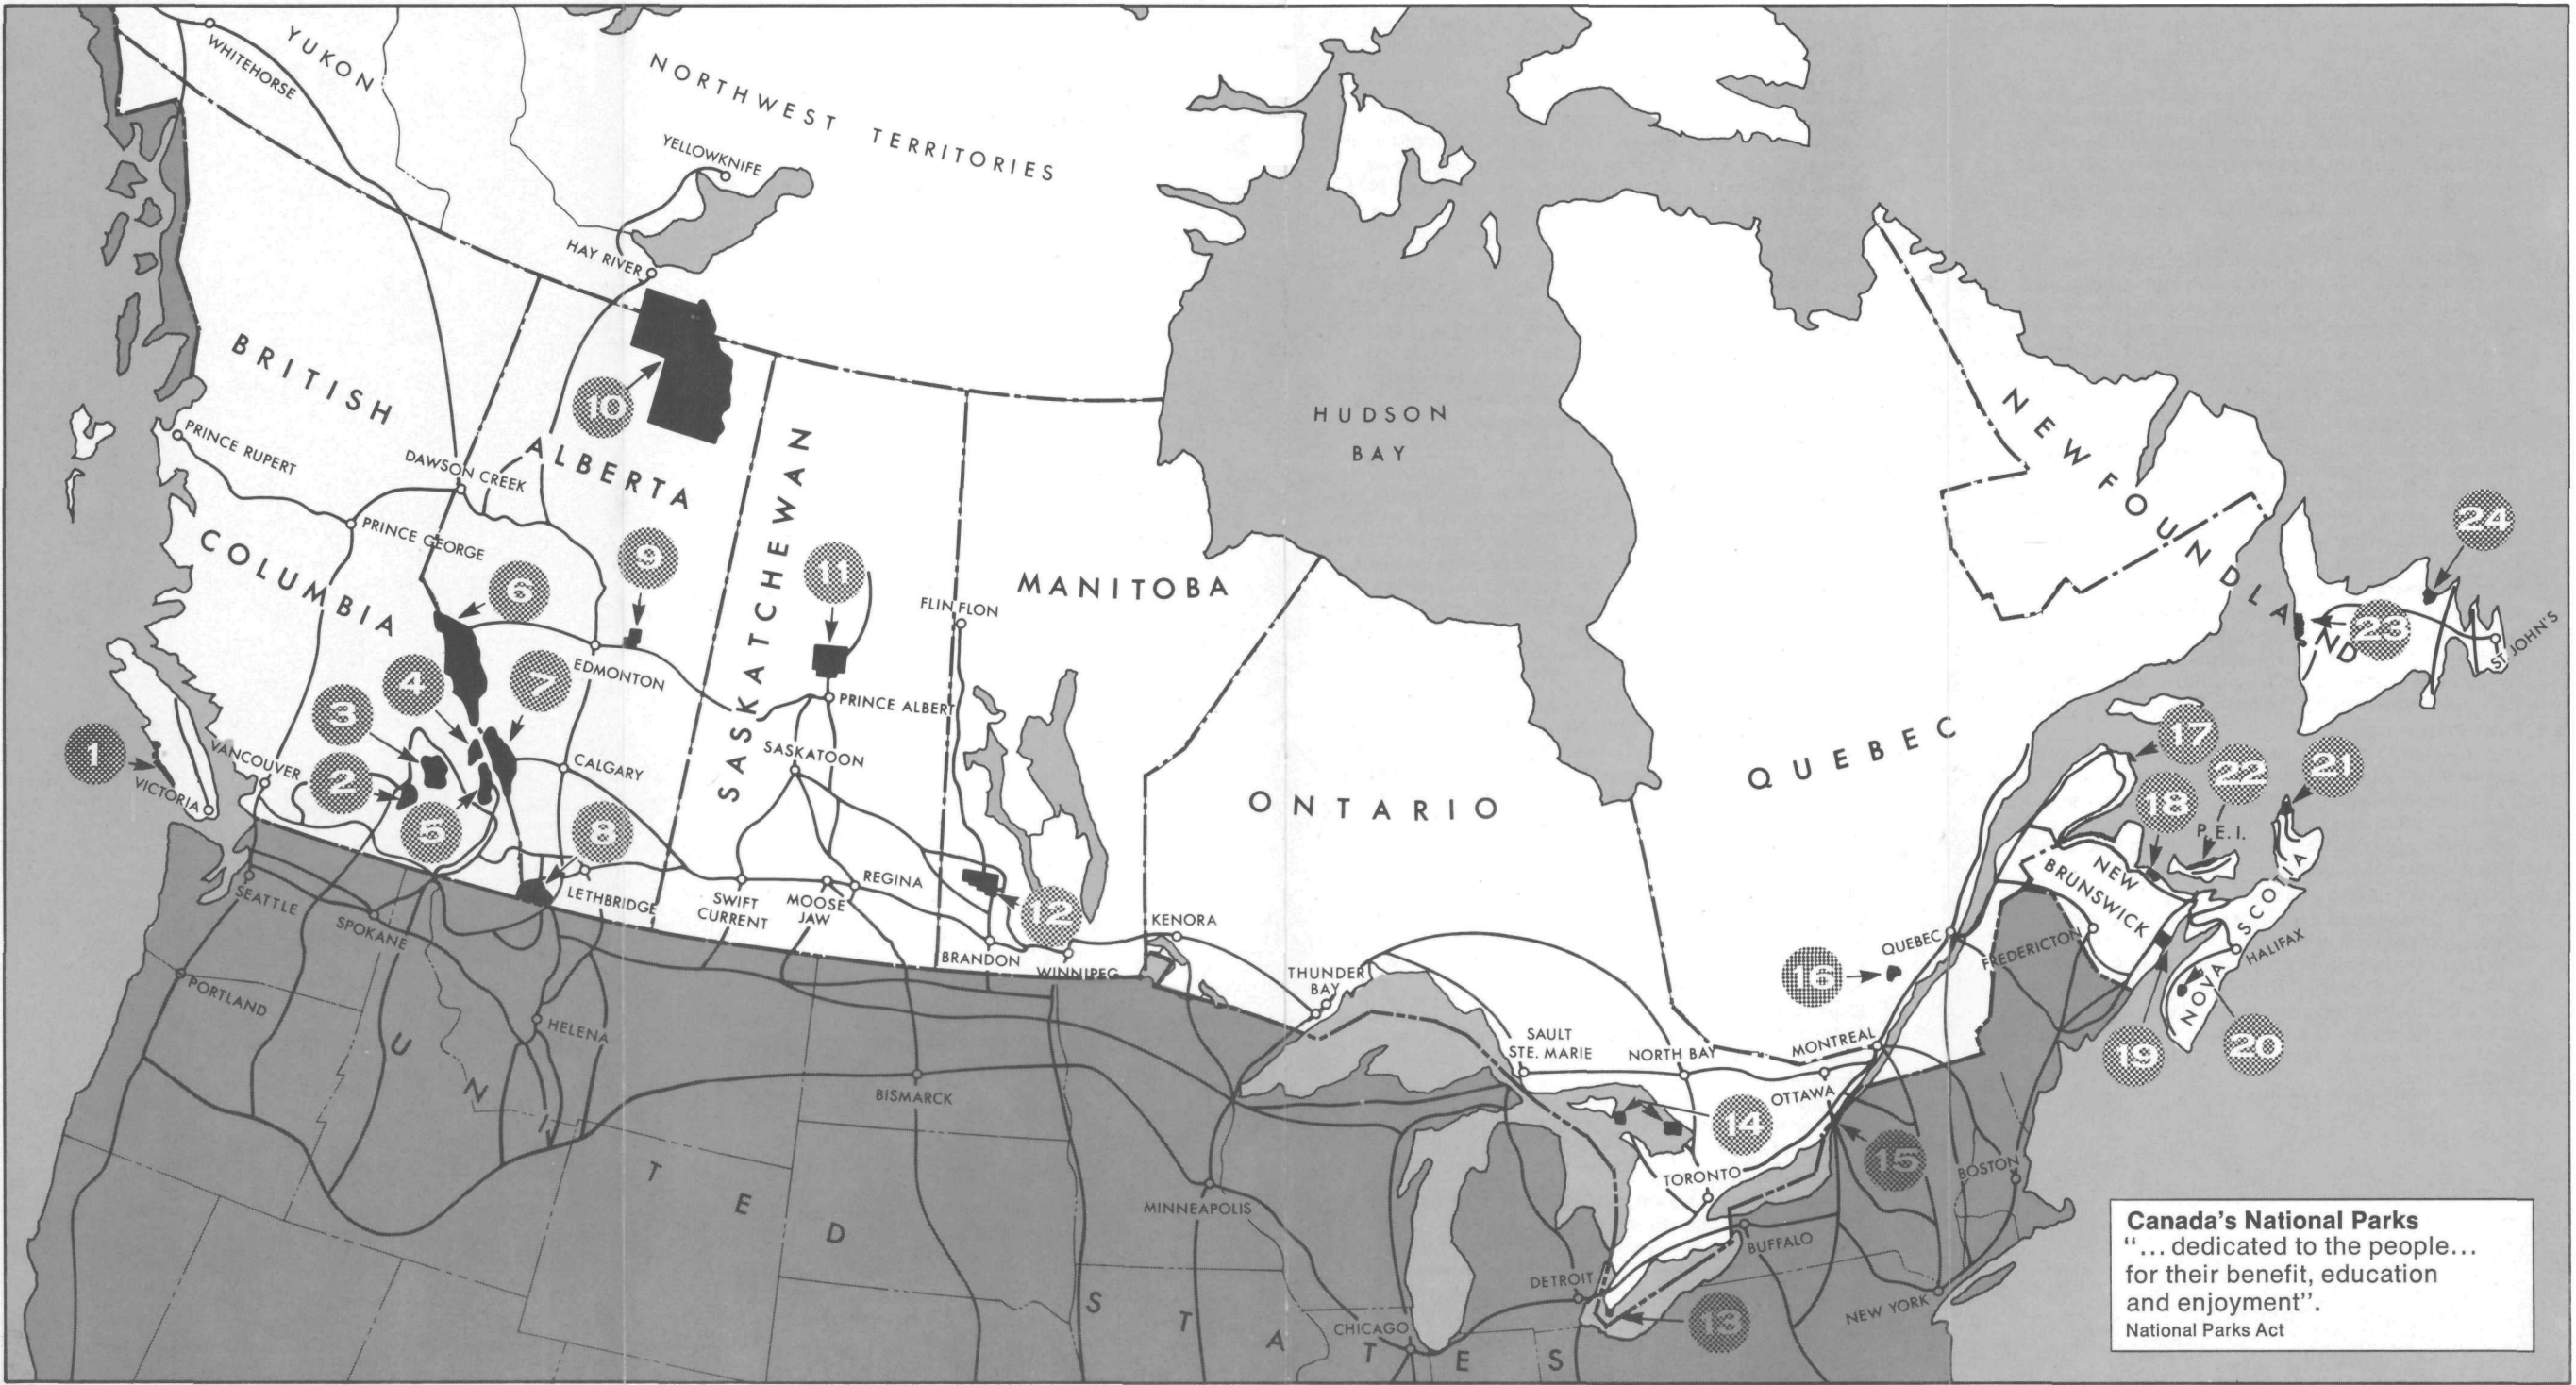 YUKON
WHITEHORSE
NORTHWEST TERRITORIES
YELLOWKNIFE
HAY RIVER
10
BRITISH
COLUMBIA
PRINCE RUPERT
DAWSON CREEK
PRINCE GEORGE
ALBERTA
9
6
EDMONTON
4
7
3
1
VANCOUVER
VICTORIA
2
5
CALGARY
8
LETHBRIDGE
SASKATCHEWAN
11
PRINCE ALBERT
SASKATOON
SWIFT
CURRENT
MOOSE
JAW
REGINA
FLIN FLON
MANITOBA
12
BRANDON
WINNIPEG
HUDSON
BAY
ONTARIO
KENORA
THUNDER
BAY
SAULT
STE. MARIE
NORTH BAY
OTTAWA
14
TORONTO
13
15
QUEBEC
MONTREAL
QUEBEC
16
NEWFOUNDLAND
24
23
ST. JOHN'S
17
22
21
18
P.E.I.
NEW
BRUNSWICK
FREDERICTON
NOVA SCOTIA
HALIFAX
19
20
SEATTLE
SPOKANE
PORTLAND
HELENA
BISMARCK
MINNEAPOLIS
CHICAGO
DETROIT
BUFFALO
NEW YORK
BOSTON
UNITED STATES
Canada's National Parks
“... dedicated to the people...
for their benefit, education
and enjoyment”.
National Parks Act